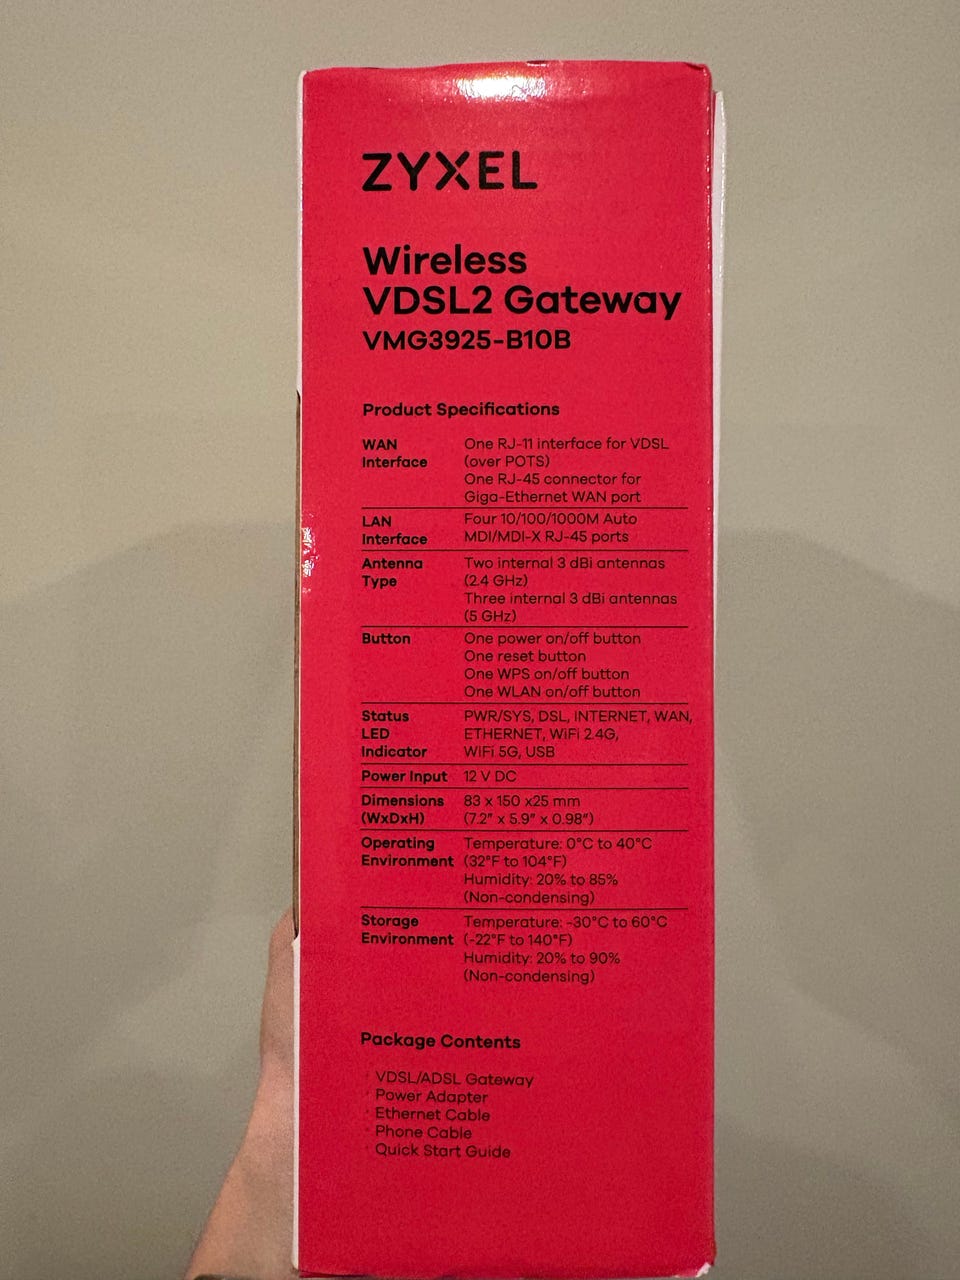 ZYXEL
Wireless
VDSL2 Gateway
VMG3925-B10B
Product Specifications
WAN Interface One RJ-11 interface for VDSL
(over POTS)
One RJ-45 connector for
Giga-Ethernet WAN port
LAN Interface Four 10/100/1000M Auto
MDI/MDI-X RJ-45 ports
Antenna Type Two internal 3 dBi antennas
(2.4 GHz)
Three internal 3 dBi antennas
(5 GHz)
Button One power on/off button
One reset button
One WPS on/off button
One WLAN on/off button
Status LED Indicator PWR/SYS, DSL, INTERNET, WAN,
ETHERNET, WiFi 2.4G,
WiFi 5G, USB
Power Input 12 V DC
Dimensions (WxDxH) 83 x 150 x25 mm
(7.2" x 5.9" x 0.98")
Operating Environment Temperature: 0°C to 40°C
(32°F to 104°F)
Humidity: 20% to 85%
(Non-condensing)
Storage Environment Temperature: -30°C to 60°C
(-22°F to 140°F)
Humidity: 20% to 90%
(Non-condensing)
Package Contents
· VDSL/ADSL Gateway
· Power Adapter
· Ethernet Cable
· Phone Cable
· Quick Start Guide